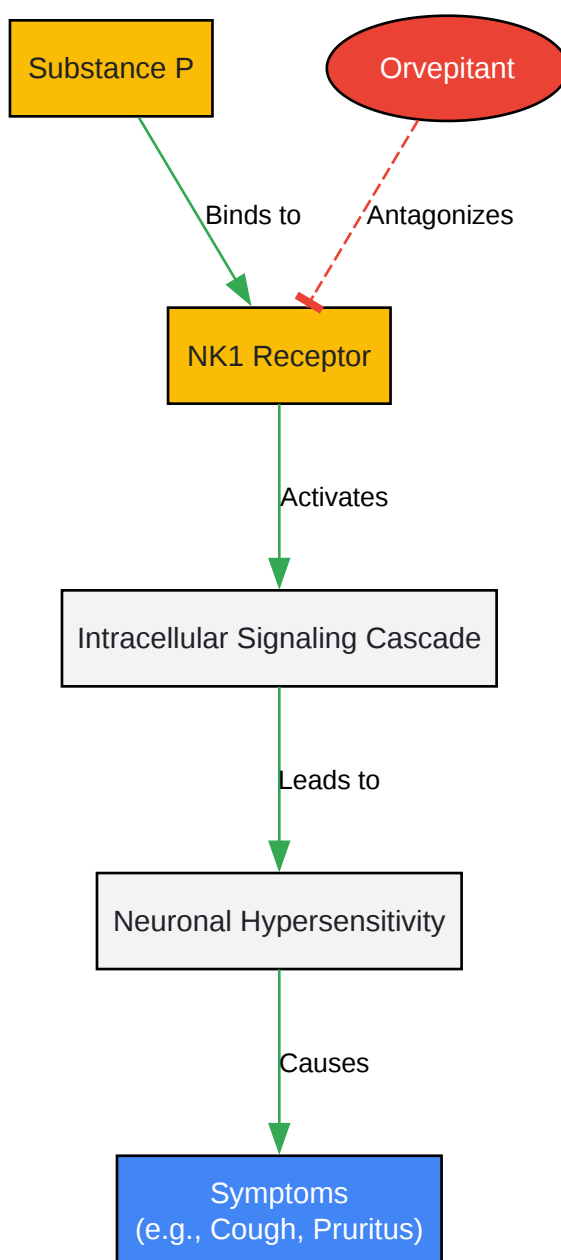 Substance P
Orvepitant
Binds to
Antagonizes
NK1 Receptor
Activates
Intracellular Signaling Cascade
Leads to
Neuronal Hypersensitivity
Causes
Symptoms
(e.g., Cough, Pruritus)